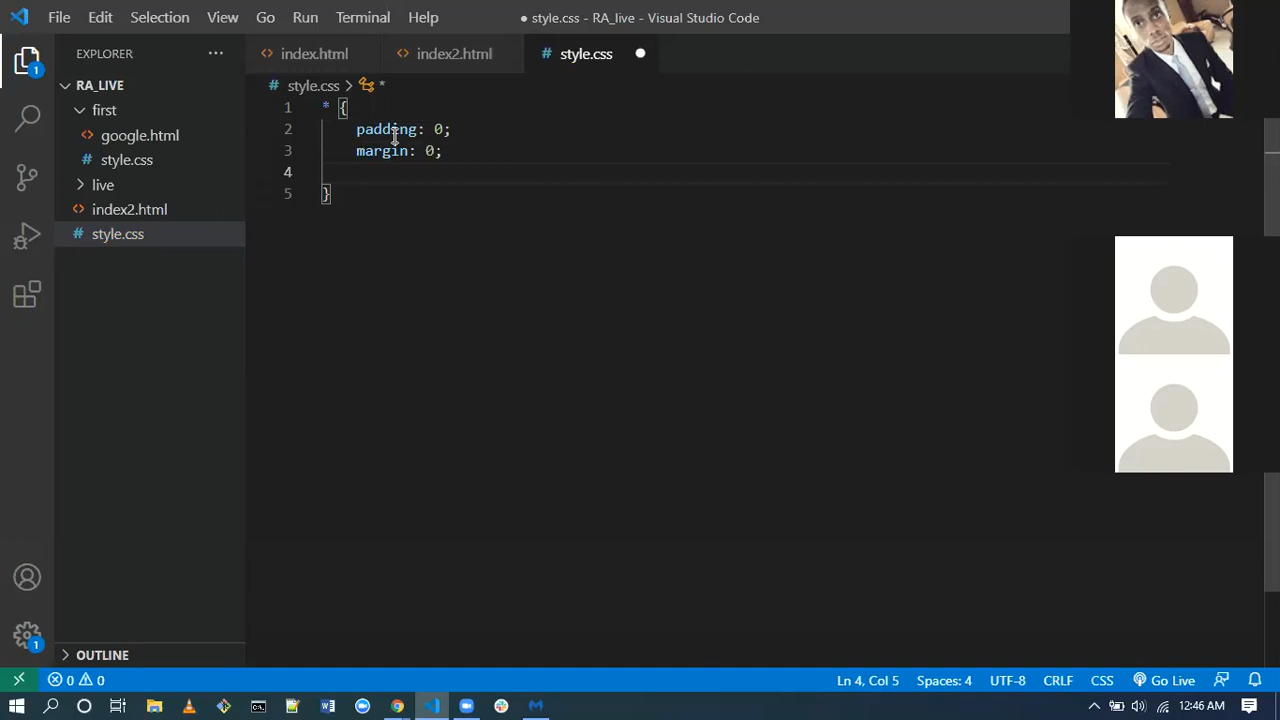 File Edit Selection View Go Run Terminal Help ● style.css - RA_live - Visual Studio Code
EXPLORER ···
index.html index2.html style.css
RA_LIVE
style.css > *
first
google.html
style.css
live
index2.html
style.css
1 * {
2 padding: 0;
3 margin: 0;
4
5 }
1
1
OUTLINE
0 0 Ln 4, Col 5 Spaces: 4 UTF-8 CRLF CSS Go Live
12:46 AM